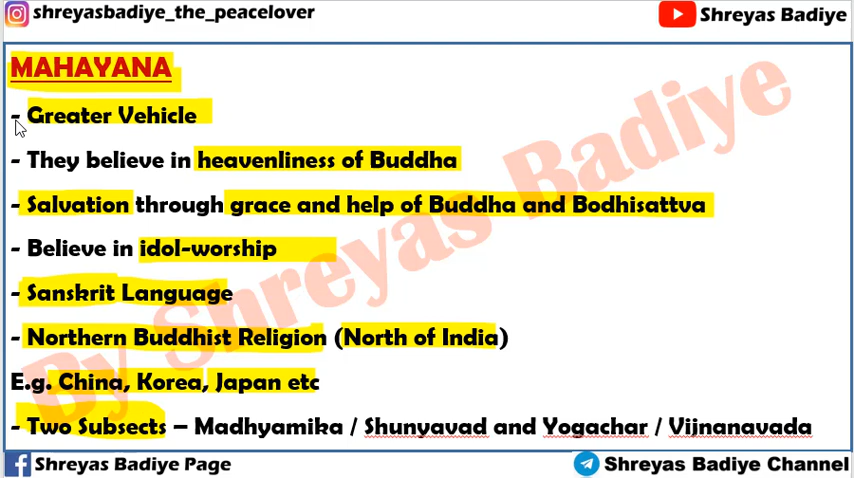 shreyasbadiye_the_peacelover
Shreyas Badiye
MAHAYANA
- Greater Vehicle
- They believe in heavenliness of Buddha
- Salvation through grace and help of Buddha and Bodhisattva
- Believe in idol-worship
- Sanskrit Language
- Northern Buddhist Religion (North of India)
E.g. China, Korea, Japan etc
- Two Subsects – Madhyamika / Shunyavad and Yogachar / Vijnanavada
By Shreyas Badiye
Shreyas Badiye Page
Shreyas Badiye Channel